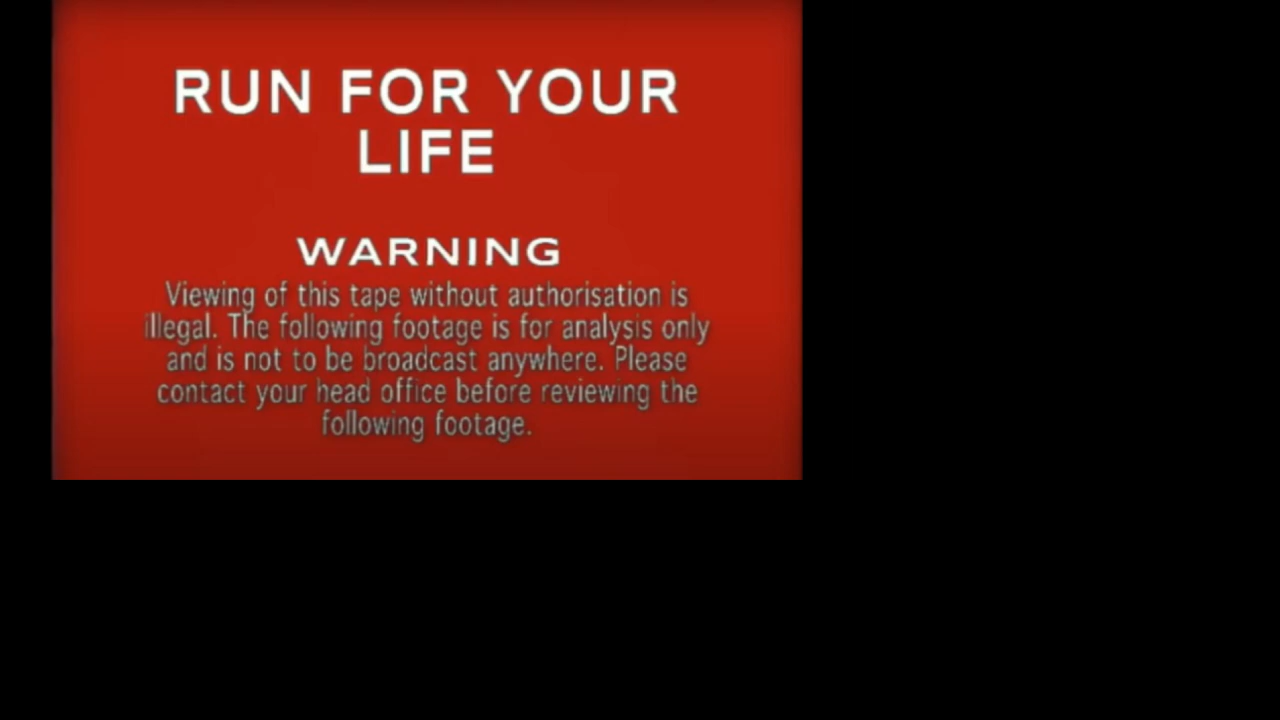 RUN FOR YOUR
LIFE
WARNING
Viewing of this tape without authorisation is
illegal. The following footage is for analysis only
and is not to be broadcast anywhere. Please
contact your head office before reviewing the
following footage.